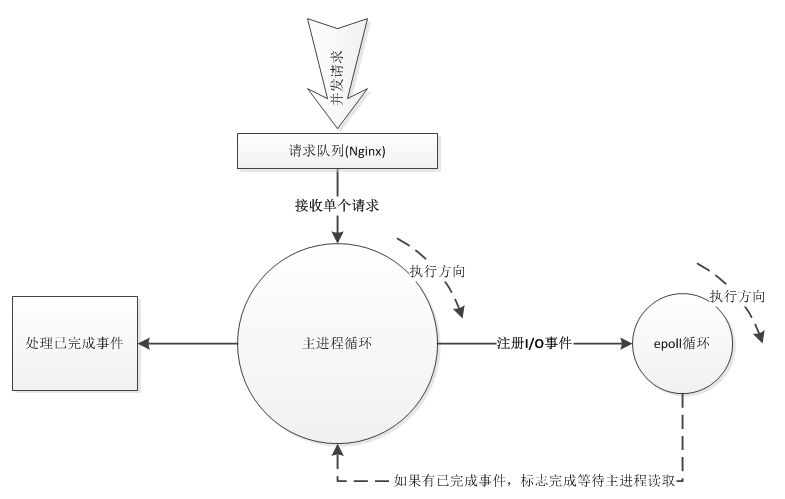 并发请求
请求队列(Nginx)
接收单个请求
执行方向
执行方向
处理已完成事件
主进程循环
注册I/O事件
epoll循环
如果有已完成事件，标志完成等待主进程读取